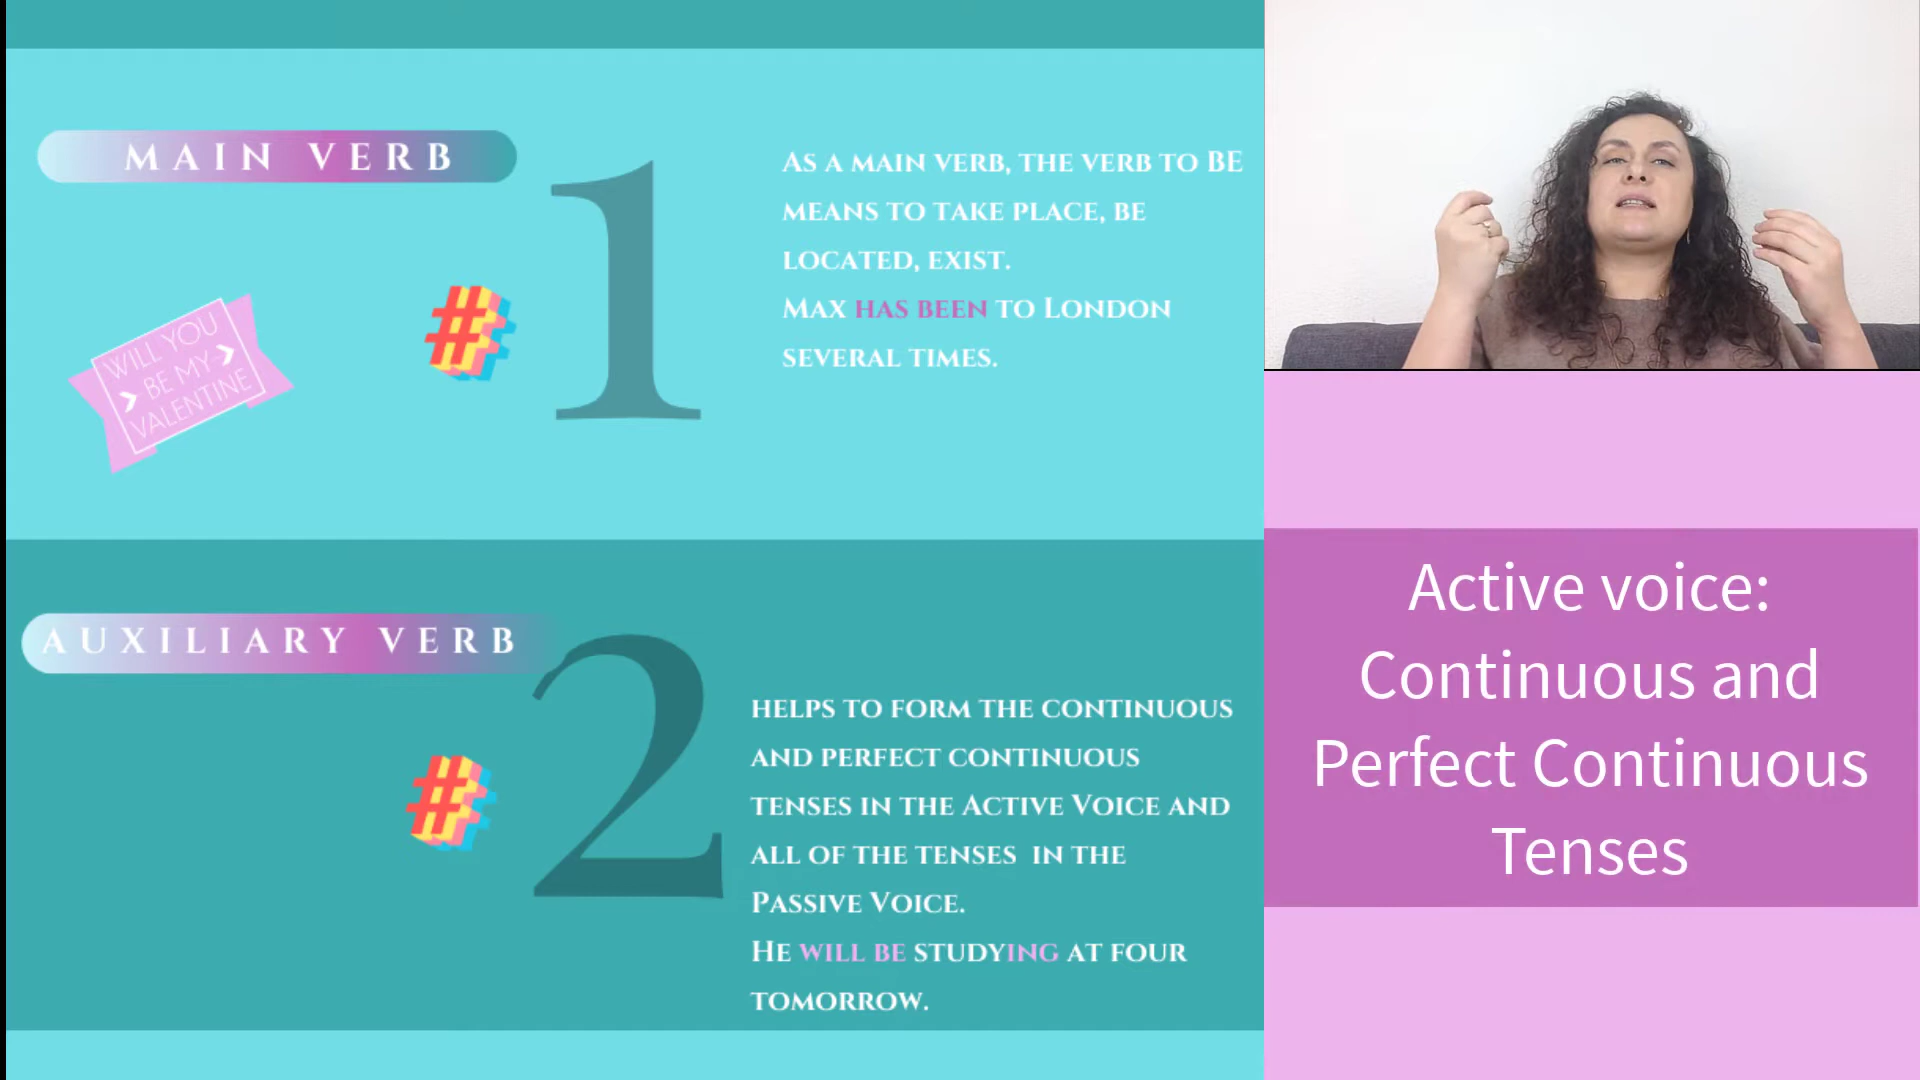 MAIN VERB
1
AS A MAIN VERB, THE VERB TO BE
MEANS TO TAKE PLACE, BE
LOCATED, EXIST.
MAX HAS BEEN TO LONDON
SEVERAL TIMES.
#
WILL YOU
BE MY
VALENTINE
AUXILIARY VERB
2
#
HELPS TO FORM THE CONTINUOUS
AND PERFECT CONTINUOUS
TENSES IN THE ACTIVE VOICE AND
ALL OF THE TENSES IN THE
PASSIVE VOICE.
HE WILL BE STUDYING AT FOUR
TOMORROW.
Active voice:
Continuous and
Perfect Continuous
Tenses